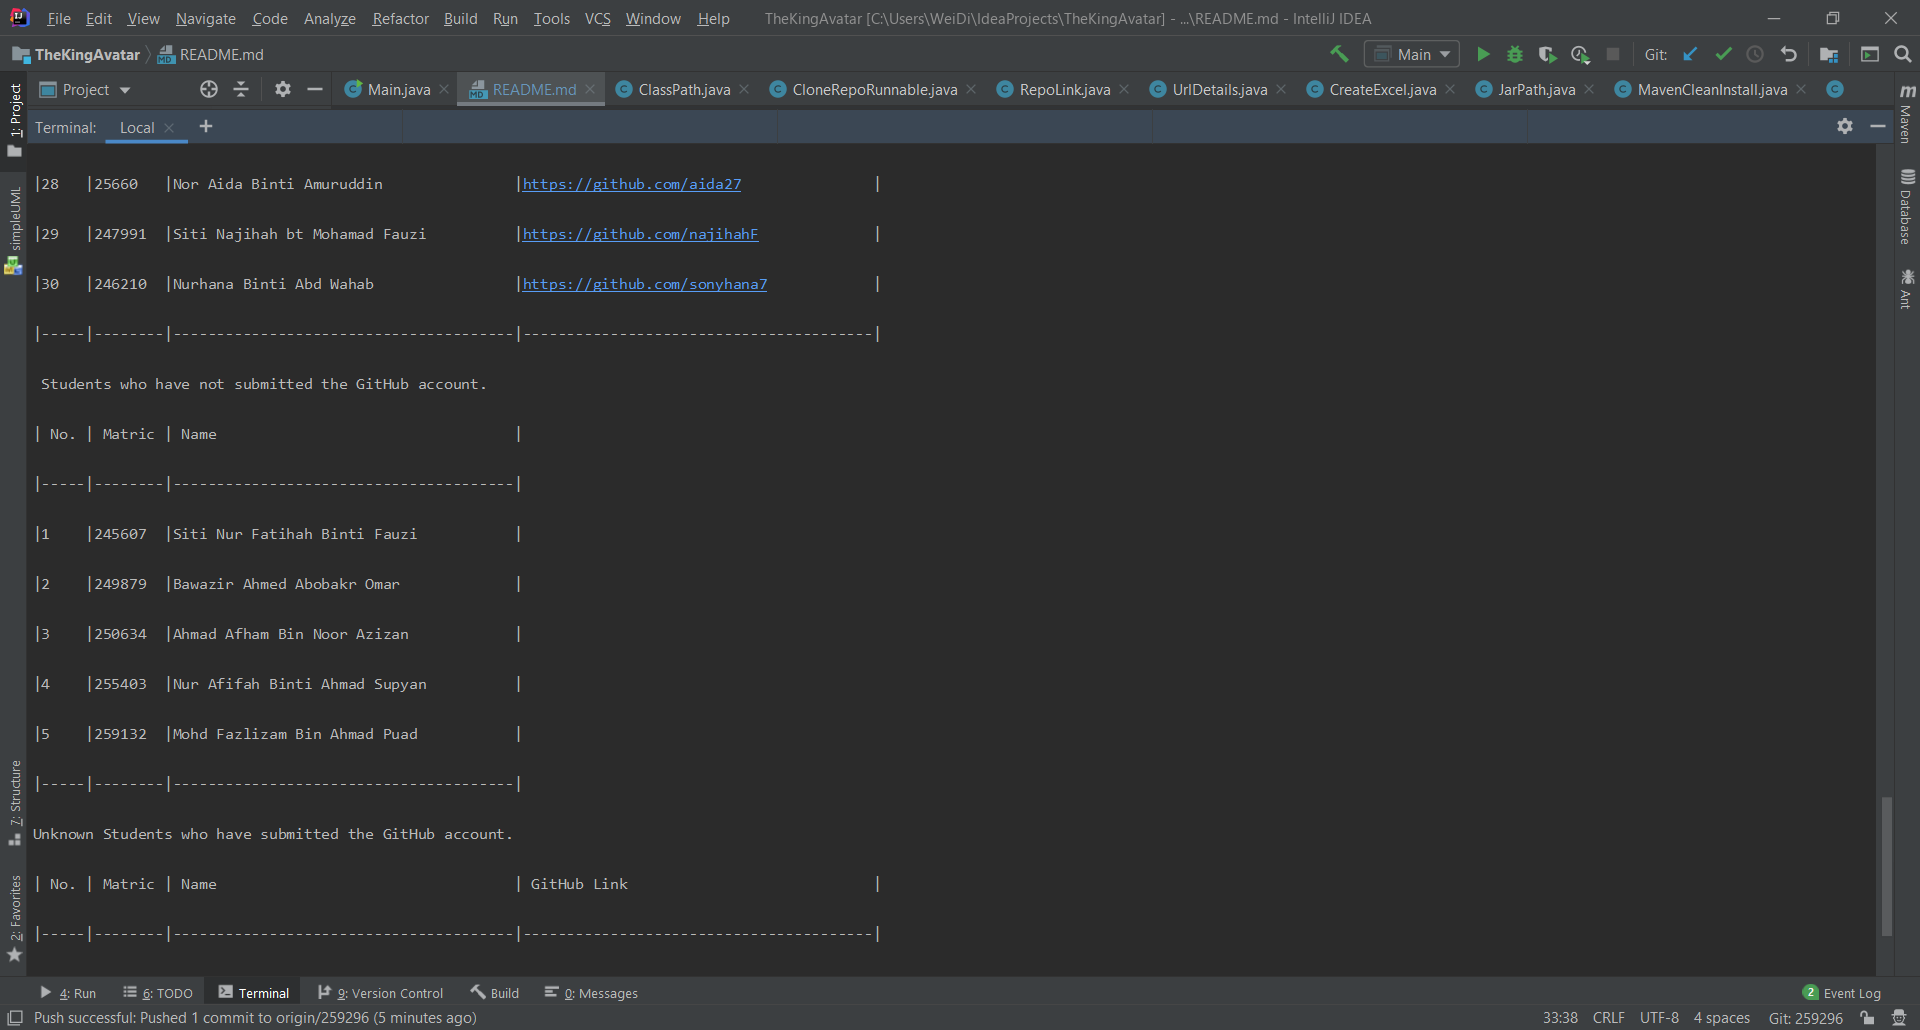 File Edit View Navigate Code Analyze Refactor Build Run Tools VCS Window Help TheKingAvatar [C:\Users\WeiDi\IdeaProjects\TheKingAvatar] - ...\README.md - IntelliJ IDEA
TheKingAvatar README.md Main Git:
Project Main.java README.md ClassPath.java CloneRepoRunnable.java RepoLink.java UrlDetails.java CreateExcel.java JarPath.java MavenCleanInstall.java
Terminal: Local +
|28 |25660 |Nor Aida Binti Amuruddin |https://github.com/aida27 |
|29 |247991 |Siti Najihah bt Mohamad Fauzi |https://github.com/najihahF |
|30 |246210 |Nurhana Binti Abd Wahab |https://github.com/sonyhana7 |
|-----|--------|---------------------------------------|----------------------------------------|
Students who have not submitted the GitHub account.
| No. | Matric | Name |
|-----|--------|---------------------------------------|
|1 |245607 |Siti Nur Fatihah Binti Fauzi |
|2 |249879 |Bawazir Ahmed Abobakr Omar |
|3 |250634 |Ahmad Afham Bin Noor Azizan |
|4 |255403 |Nur Afifah Binti Ahmad Supyan |
|5 |259132 |Mohd Fazlizam Bin Ahmad Puad |
|-----|--------|---------------------------------------|
Unknown Students who have submitted the GitHub account.
| No. | Matric | Name | GitHub Link |
|-----|--------|---------------------------------------|----------------------------------------|
1: Project
simpleUML
7: Structure
2: Favorites
Maven
Database
Ant
4: Run 6: TODO Terminal 9: Version Control Build 0: Messages 2 Event Log
Push successful: Pushed 1 commit to origin/259296 (5 minutes ago) 33:38 CRLF UTF-8 4 spaces Git: 259296